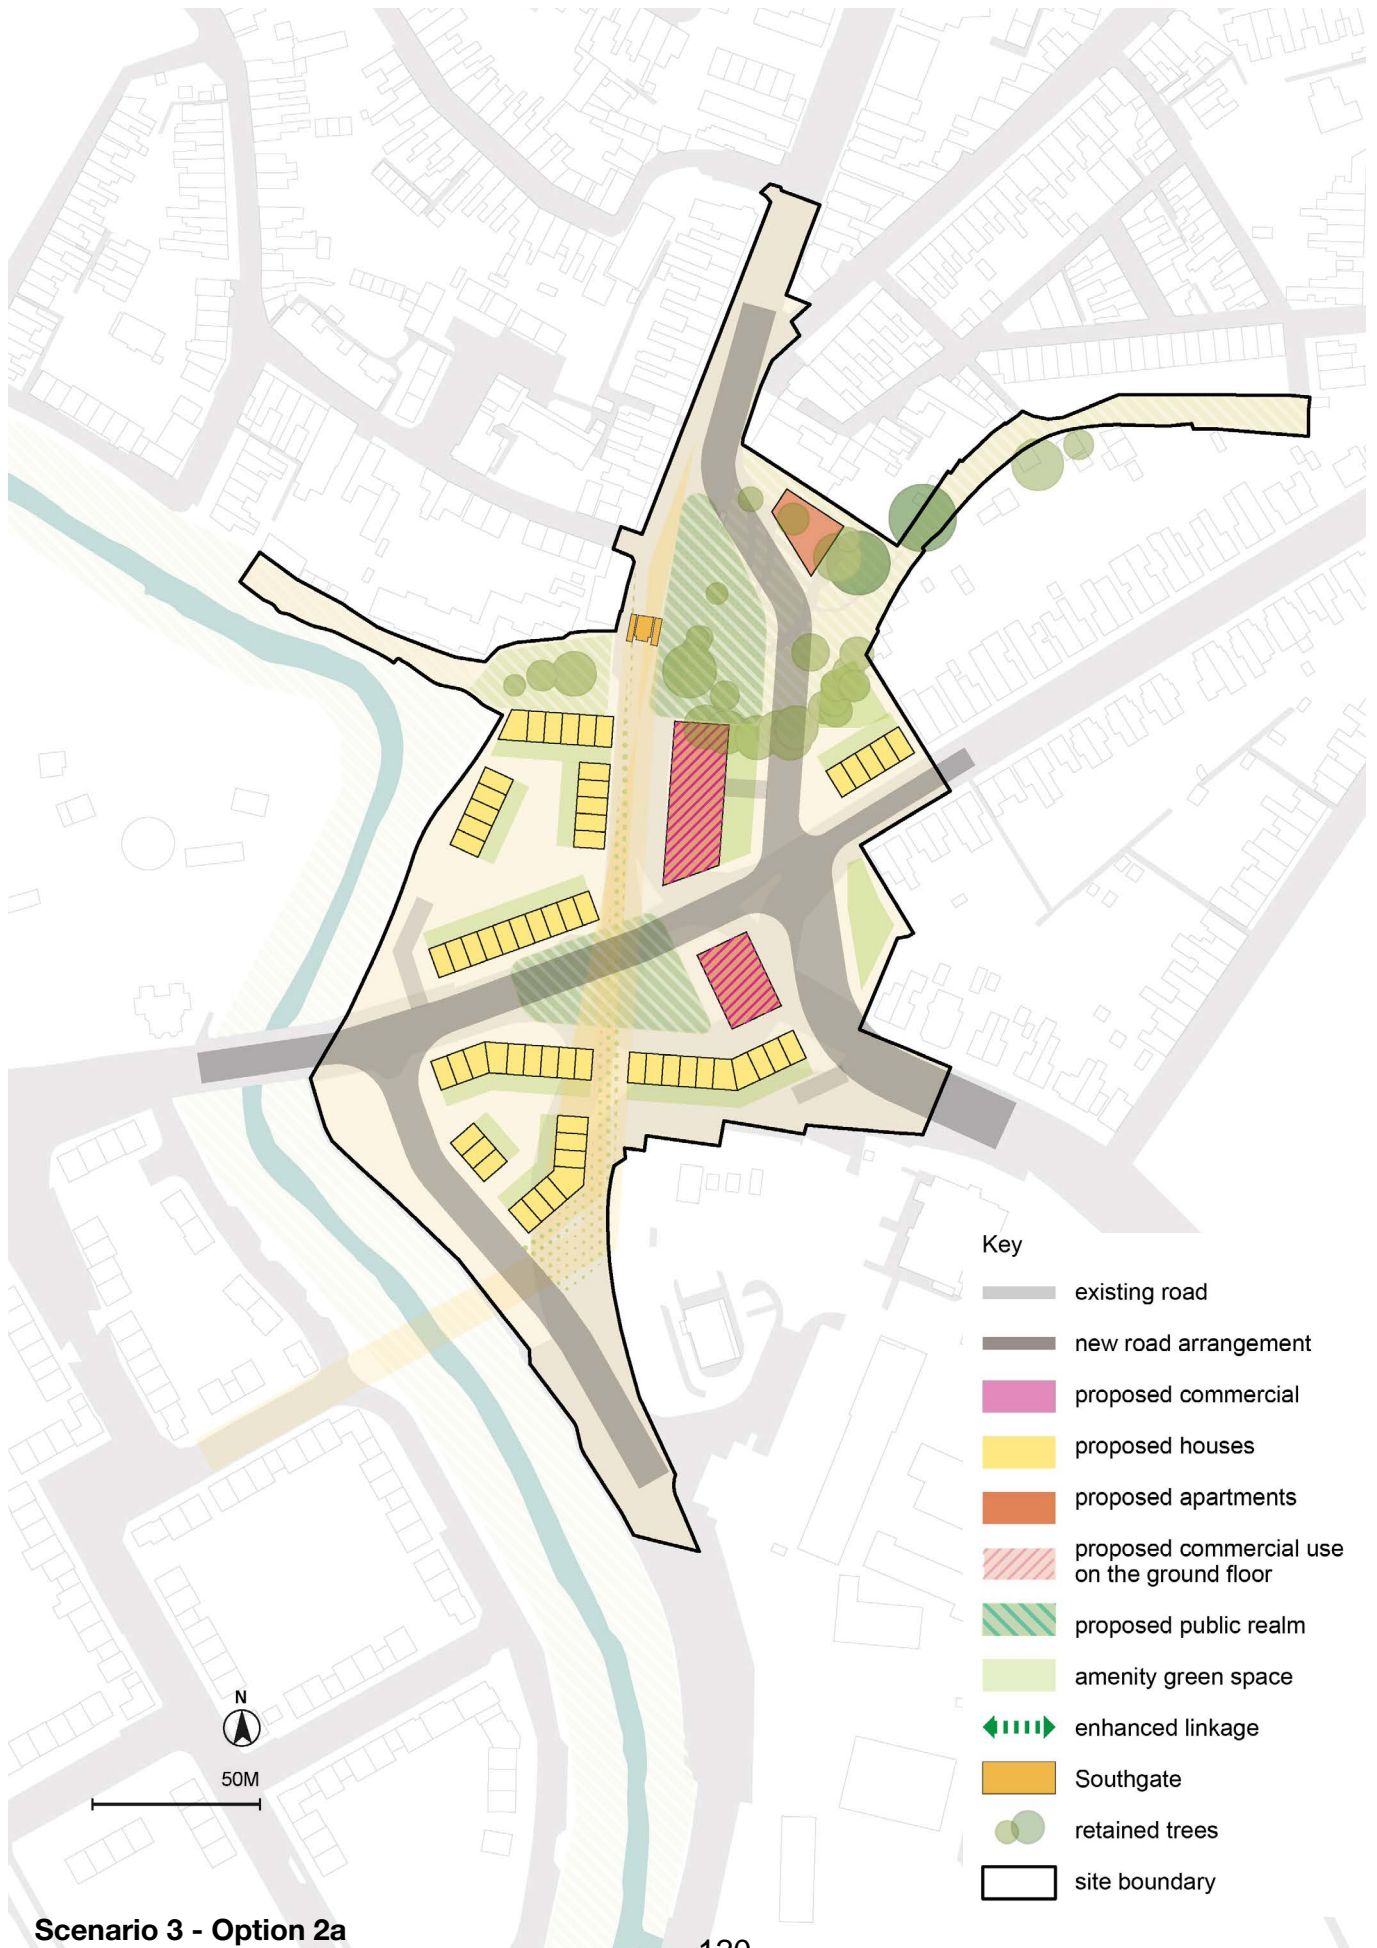 Key
existing road
new road arrangement
proposed commercial
proposed houses
proposed apartments
proposed commercial use
on the ground floor
proposed public realm
amenity green space
enhanced linkage
Southgate
retained trees
site boundary
N
50M
Scenario 3 - Option 2a